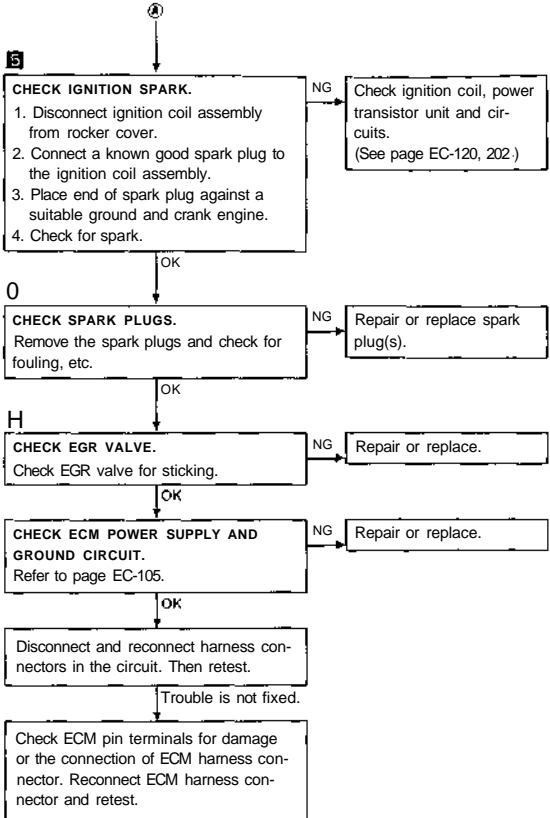 A
5
CHECK IGNITION SPARK.
1. Disconnect ignition coil assembly
from rocker cover.
2. Connect a known good spark plug to
the ignition coil assembly.
3. Place end of spark plug against a
suitable ground and crank engine.
4. Check for spark.
NG
Check ignition coil, power
transistor unit and cir-
cuits.
(See page EC-120, 202.)
OK
0
CHECK SPARK PLUGS.
Remove the spark plugs and check for
fouling, etc.
NG
Repair or replace spark
plug(s).
OK
H
CHECK EGR VALVE.
Check EGR valve for sticking.
NG
Repair or replace.
OK
CHECK ECM POWER SUPPLY AND
GROUND CIRCUIT.
Refer to page EC-105.
NG
Repair or replace.
OK
Disconnect and reconnect harness con-
nectors in the circuit. Then retest.
Trouble is not fixed.
Check ECM pin terminals for damage
or the connection of ECM harness con-
nector. Reconnect ECM harness con-
nector and retest.